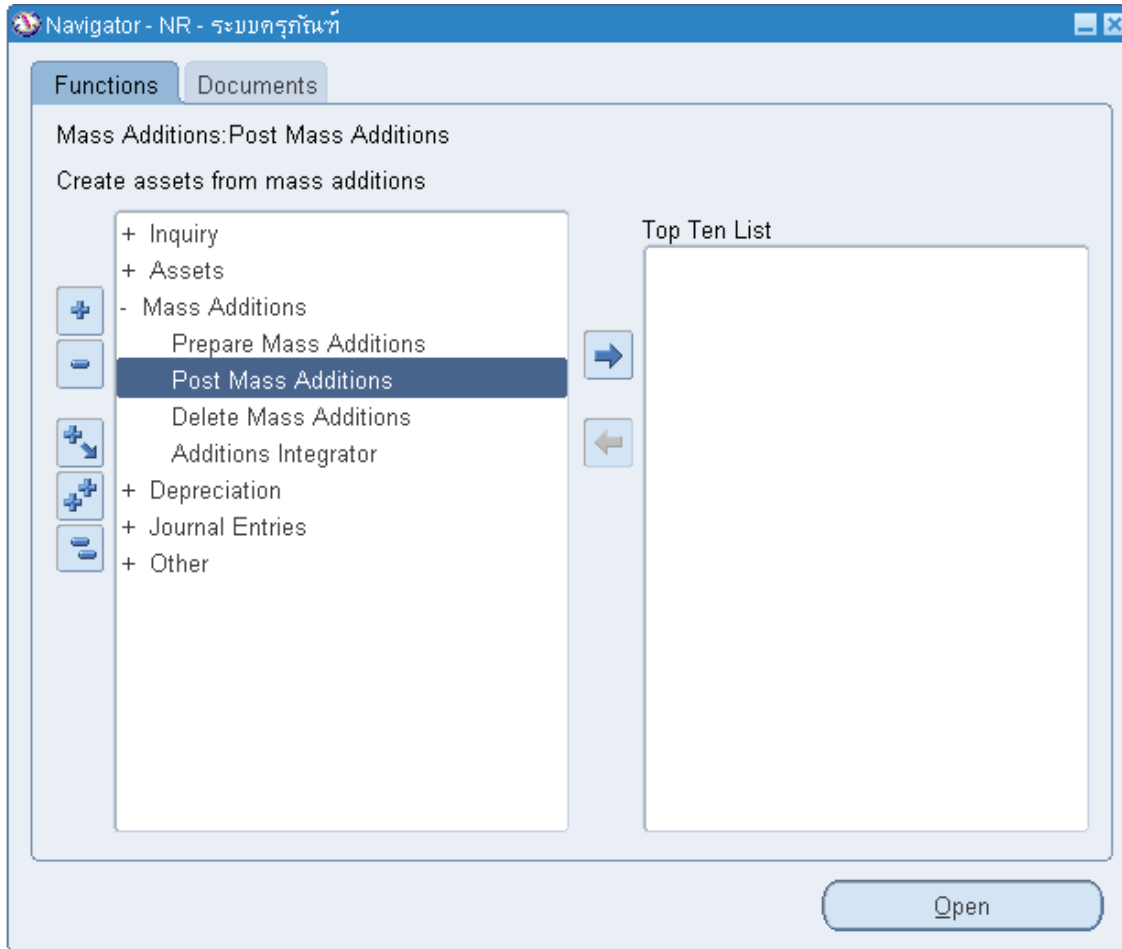 Navigator - NR - ระบบครุภัณฑ์
Functions Documents
Mass Additions:Post Mass Additions
Create assets from mass additions
+ Inquiry
+ Assets
- Mass Additions
Prepare Mass Additions
Post Mass Additions
Delete Mass Additions
Additions Integrator
+ Depreciation
+ Journal Entries
+ Other
Top Ten List
Open